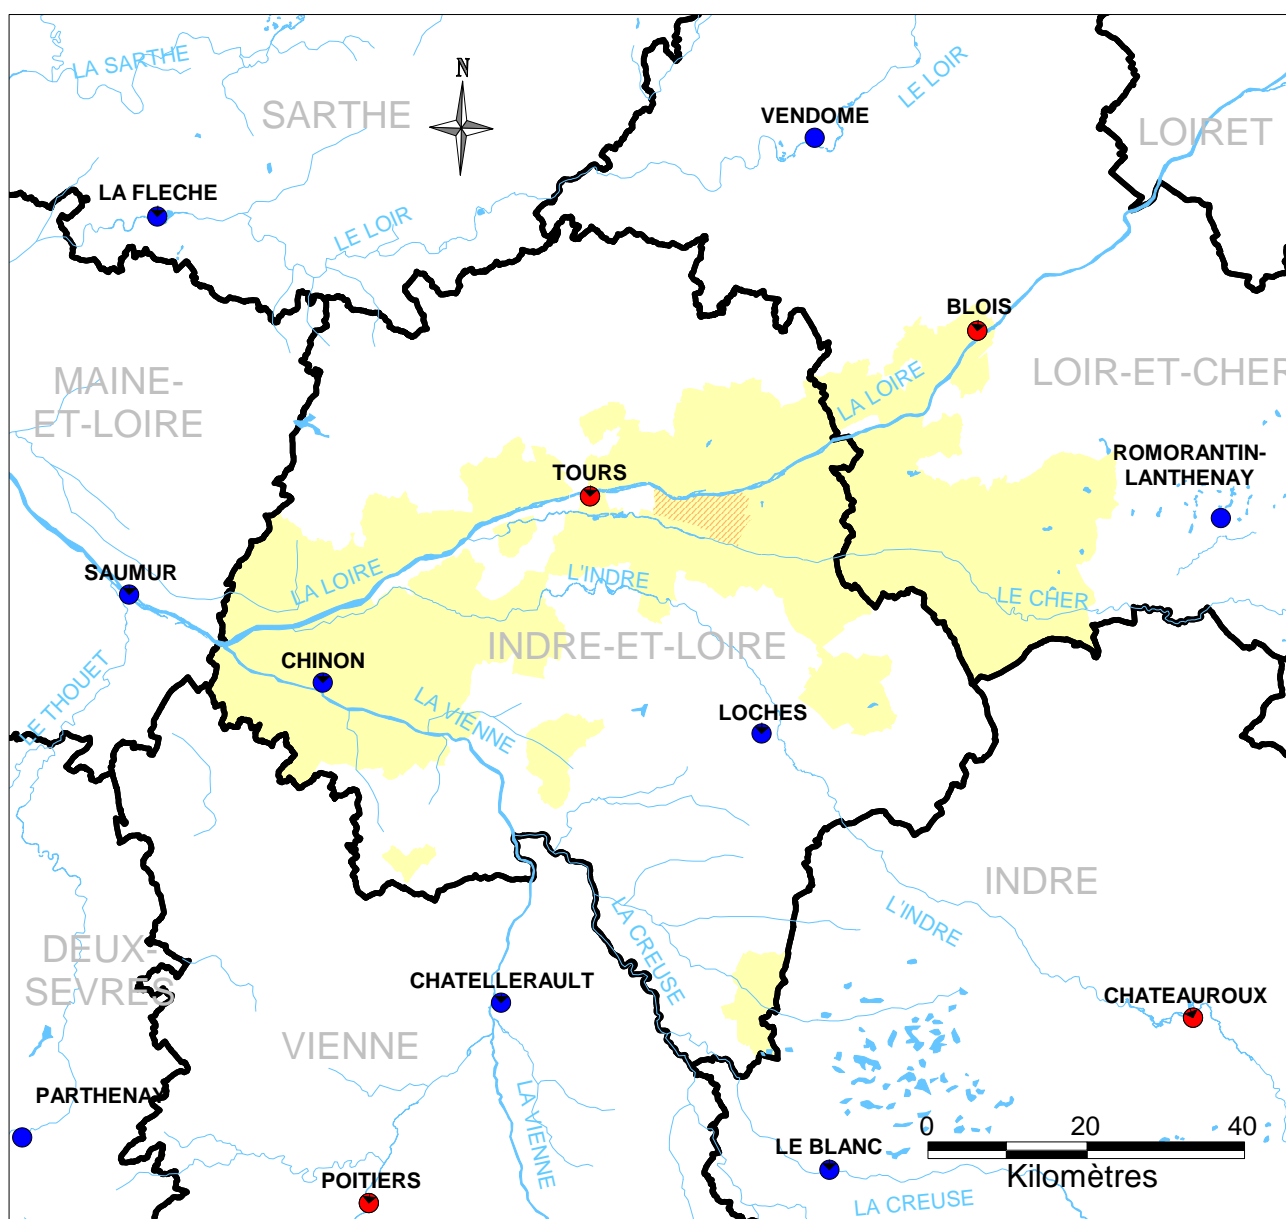 LA SARTHE
N
SARTHE
VENDOME
LE LOIR
LOIRET
LA FLECHE
LE LOIR
BLOIS
MAINE-
ET-LOIRE
LA LOIRE
LOIR-ET-CHER
ROMORANTIN-
LANTHENAY
TOURS
SAUMUR
LA LOIRE
L'INDRE
LE CHER
INDRE-ET-LOIRE
CHINON
LE THOUET
LA VIENNE
LOCHES
INDRE
L'INDRE
LA CREUSE
DEUX-
SEVRES
CHATELLERAULT
CHATEAUROUX
VIENNE
PARTHENAY
LA VIENNE
0 20 40
Kilomètres
LE BLANC
POITIERS
LA CREUSE